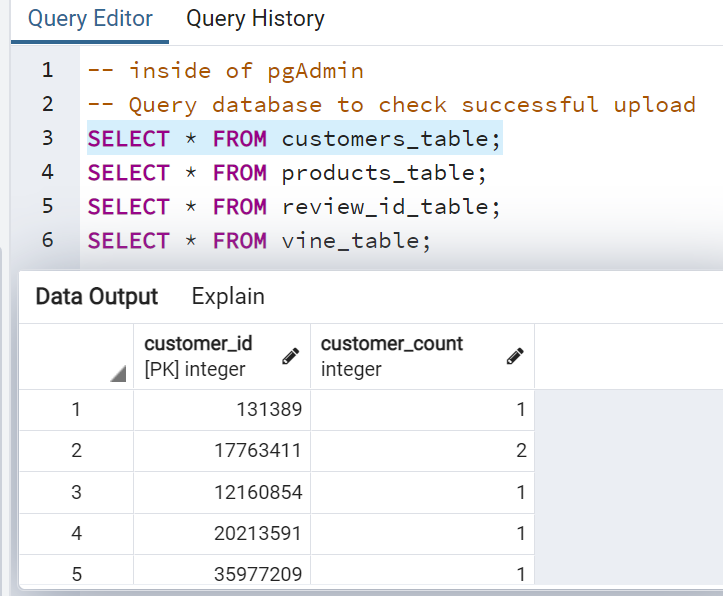 Query Editor Query History
1 -- inside of pgAdmin
2 -- Query database to check successful upload
3 SELECT * FROM customers_table;
4 SELECT * FROM products_table;
5 SELECT * FROM review_id_table;
6 SELECT * FROM vine_table;
Data Output Explain
customer_id customer_count
[PK] integer integer
1 131389 1
2 17763411 2
3 12160854 1
4 20213591 1
5 35977209 1